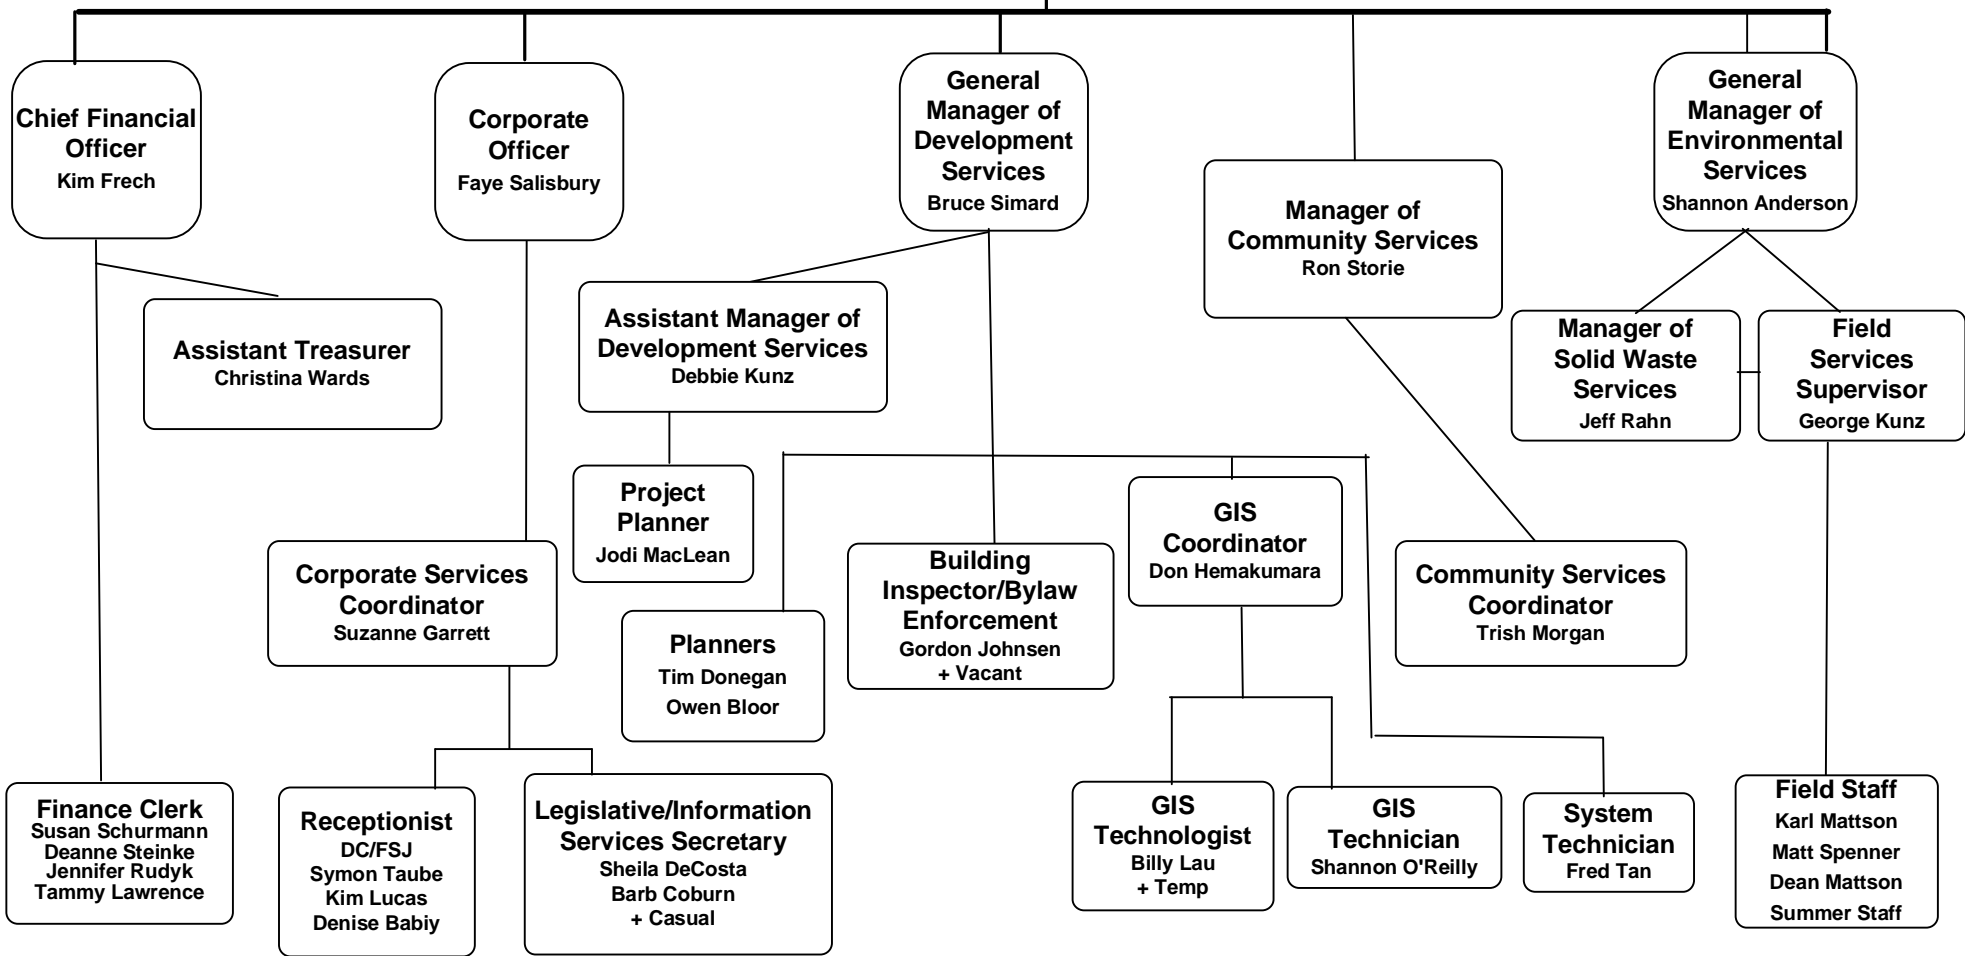 Chief Financial
Officer
Kim Frech
Corporate
Officer
Faye Salisbury
General
Manager of
Development
Services
Bruce Simard
Manager of
Community Services
Ron Storie
General
Manager of
Environmental
Services
Shannon Anderson
Assistant Treasurer
Christina Wards
Assistant Manager of
Development Services
Debbie Kunz
Manager of
Solid Waste
Services
Jeff Rahn
Field
Services
Supervisor
George Kunz
Project
Planner
Jodi MacLean
GIS
Coordinator
Don Hemakumara
Corporate Services
Coordinator
Suzanne Garrett
Building
Inspector/Bylaw
Enforcement
Gordon Johnsen
+ Vacant
Community Services
Coordinator
Trish Morgan
Planners
Tim Donegan
Owen Bloor
Finance Clerk
Susan Schurmann
Deanne Steinke
Jennifer Rudyk
Tammy Lawrence
Receptionist
DC/FSJ
Symon Taube
Kim Lucas
Denise Babiy
Legislative/Information
Services Secretary
Sheila DeCosta
Barb Coburn
+ Casual
GIS
Technologist
Billy Lau
+ Temp
GIS
Technician
Shannon O'Reilly
System
Technician
Fred Tan
Field Staff
Karl Mattson
Matt Spenner
Dean Mattson
Summer Staff